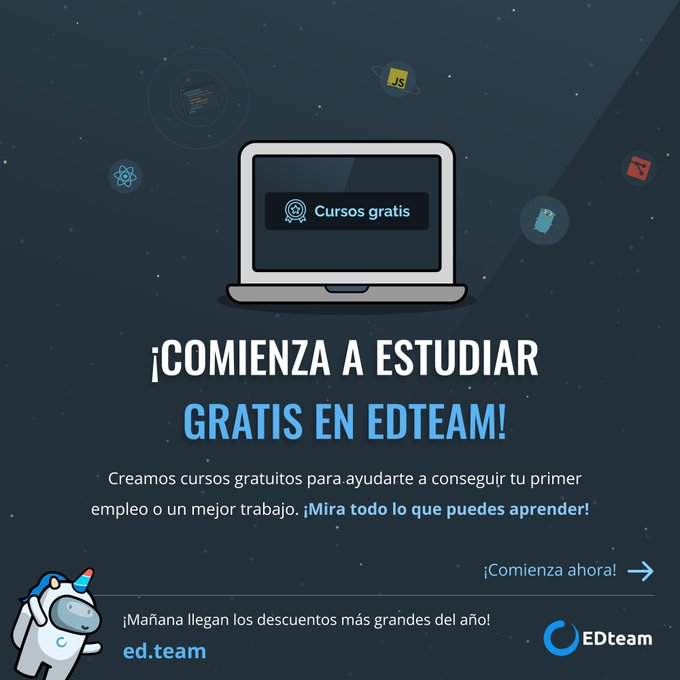 JS
Cursos gratis
¡COMIENZA A ESTUDIAR
GRATIS EN EDTEAM!
Creamos cursos gratuitos para ayudarte a conseguir tu primer
empleo o un mejor trabajo. ¡Mira todo lo que puedes aprender!
¡Comienza ahora!
¡Mañana llegan los descuentos más grandes del año!
ed.team
EDteam